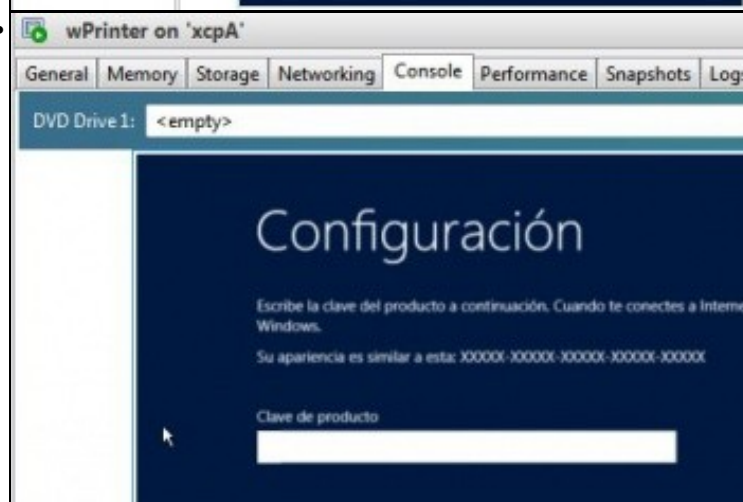 wPrinter on 'xcpA'
General Memory Storage Networking Console Performance Snapshots Logs
DVD Drive 1: <empty>
Configuración
Escribe la clave del producto a continuación. Cuando te conectes a Interne
Windows.
Su apariencia es similar a esta: XXXXX-XXXXX-XXXXX-XXXXX-XXXXX
Clave de producto